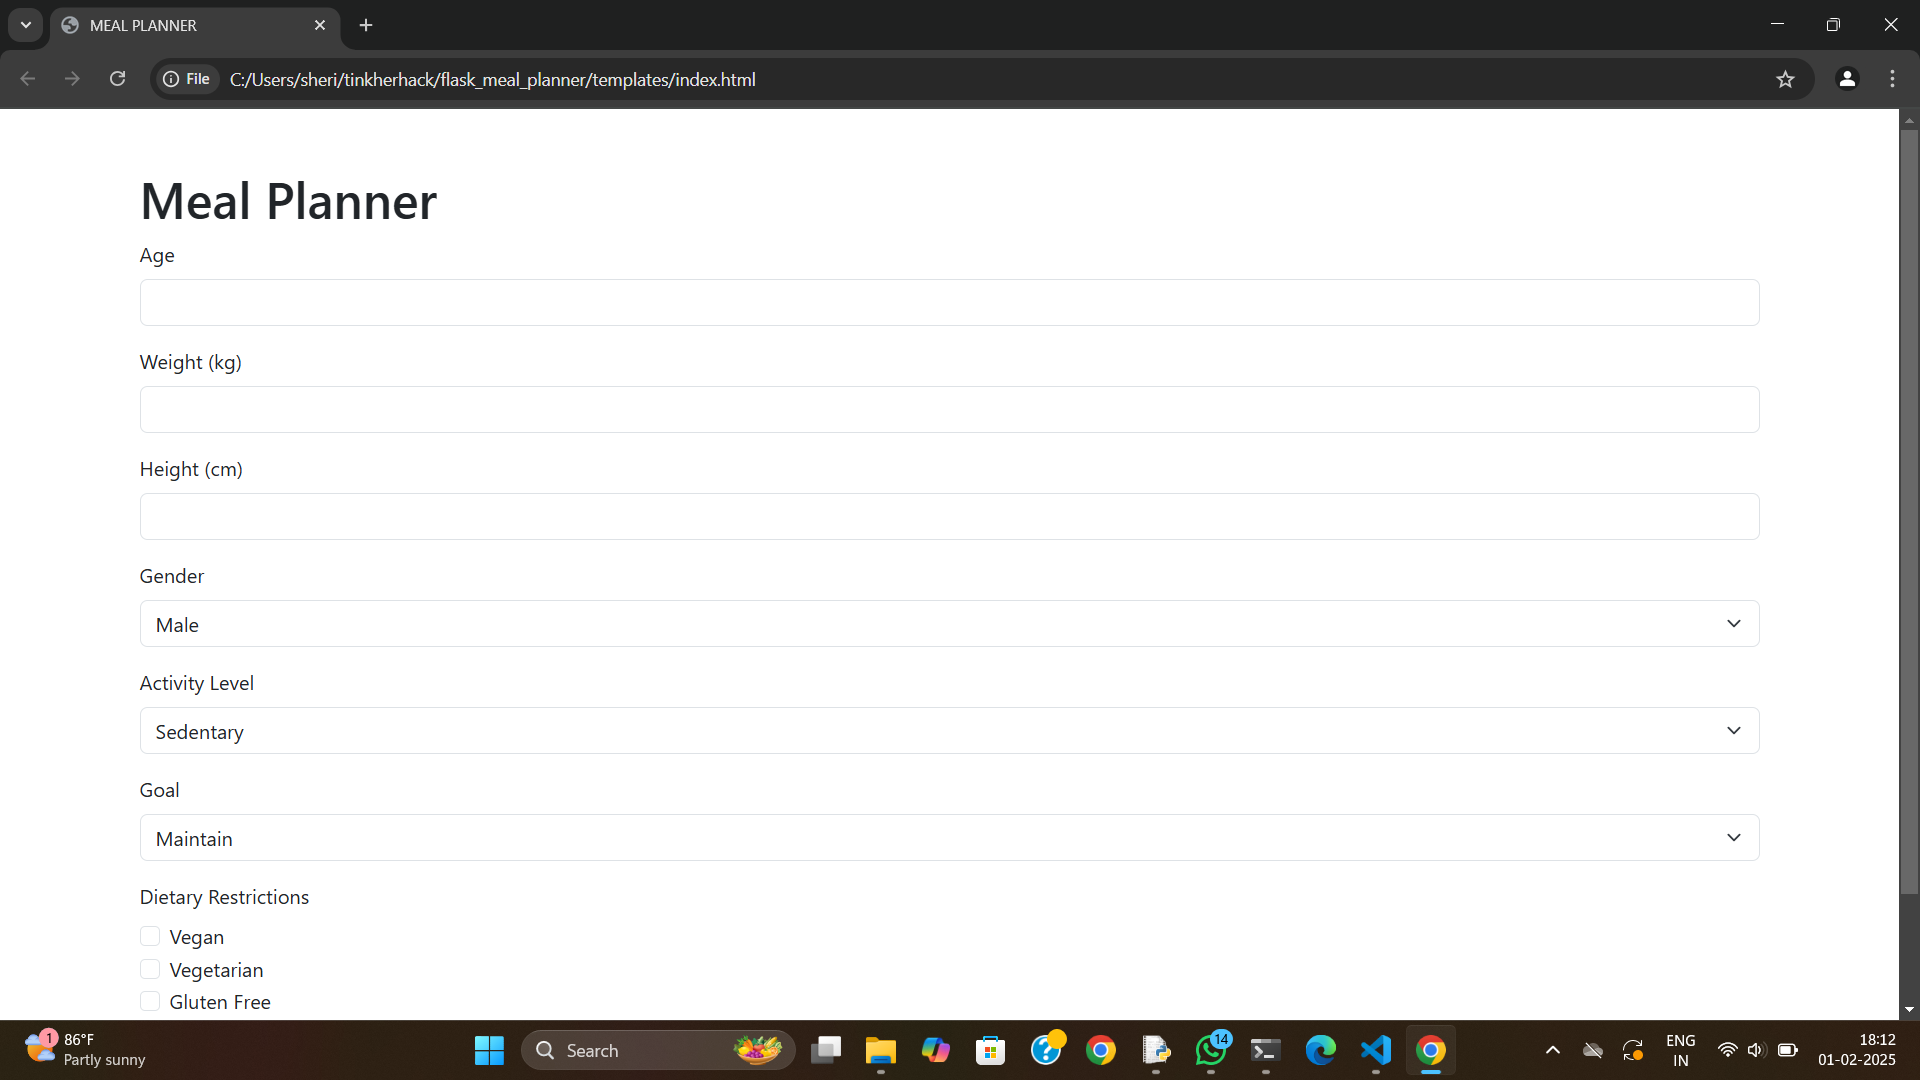 MEAL PLANNER
File
C:/Users/sheri/tinkherhack/flask_meal_planner/templates/index.html
Meal Planner
Age
Weight (kg)
Height (cm)
Gender
Male
Activity Level
Sedentary
Goal
Maintain
Dietary Restrictions
Vegan
Vegetarian
Gluten Free
1
86°F
Partly sunny
Search
14
ENG
IN
18:12
01-02-2025